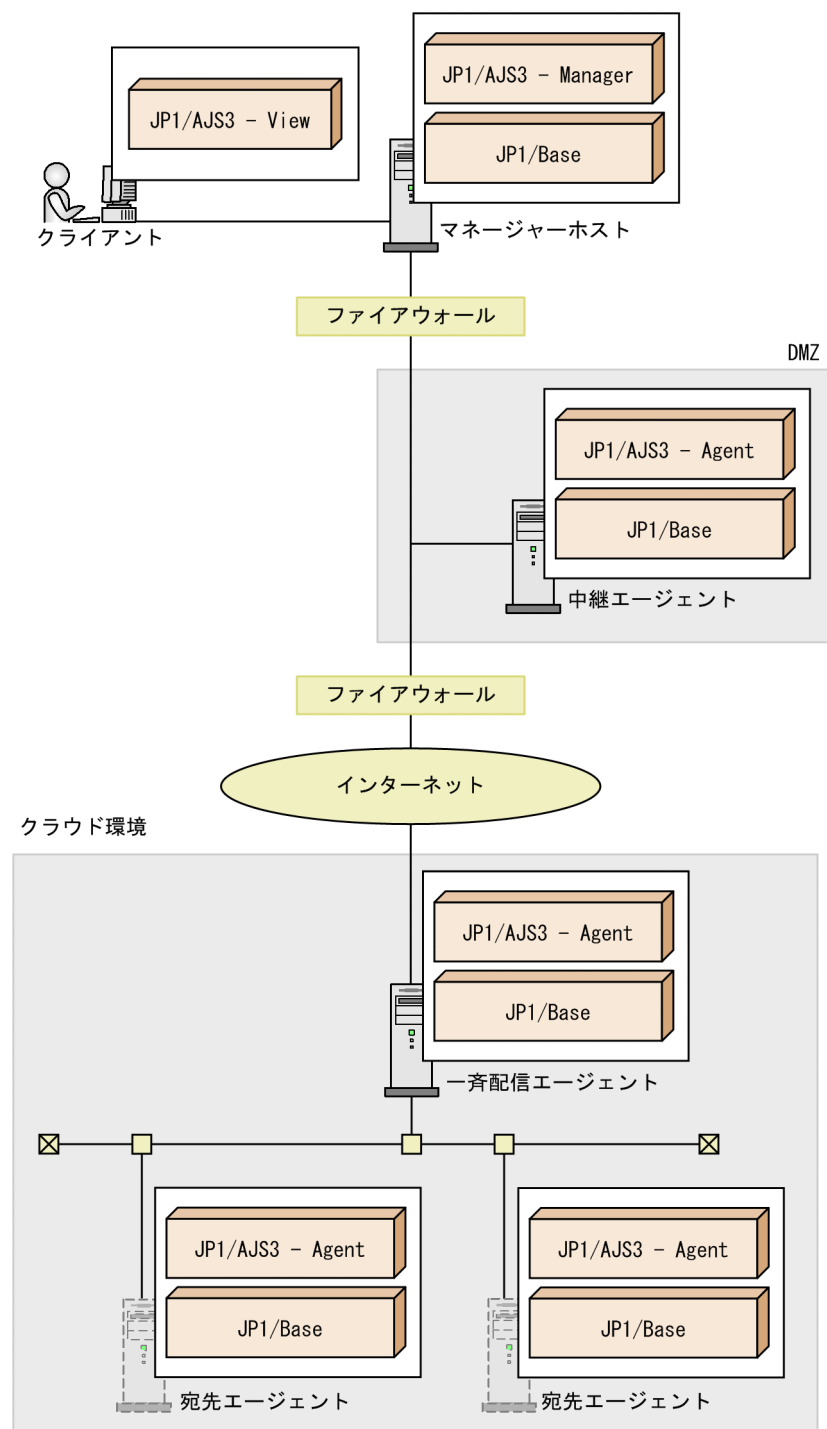 JP1/AJS3 − View
JP1/AJS3 − Manager
JP1/Base
クライアント
マネージャーホスト
ファイアウォール
DMZ
JP1/AJS3 − Agent
JP1/Base
中継エージェント
ファイアウォール
インターネット
クラウド環境
JP1/AJS3 − Agent
JP1/Base
一斉配信エージェント
JP1/AJS3 − Agent
JP1/Base
宛先エージェント
JP1/AJS3 − Agent
JP1/Base
宛先エージェント